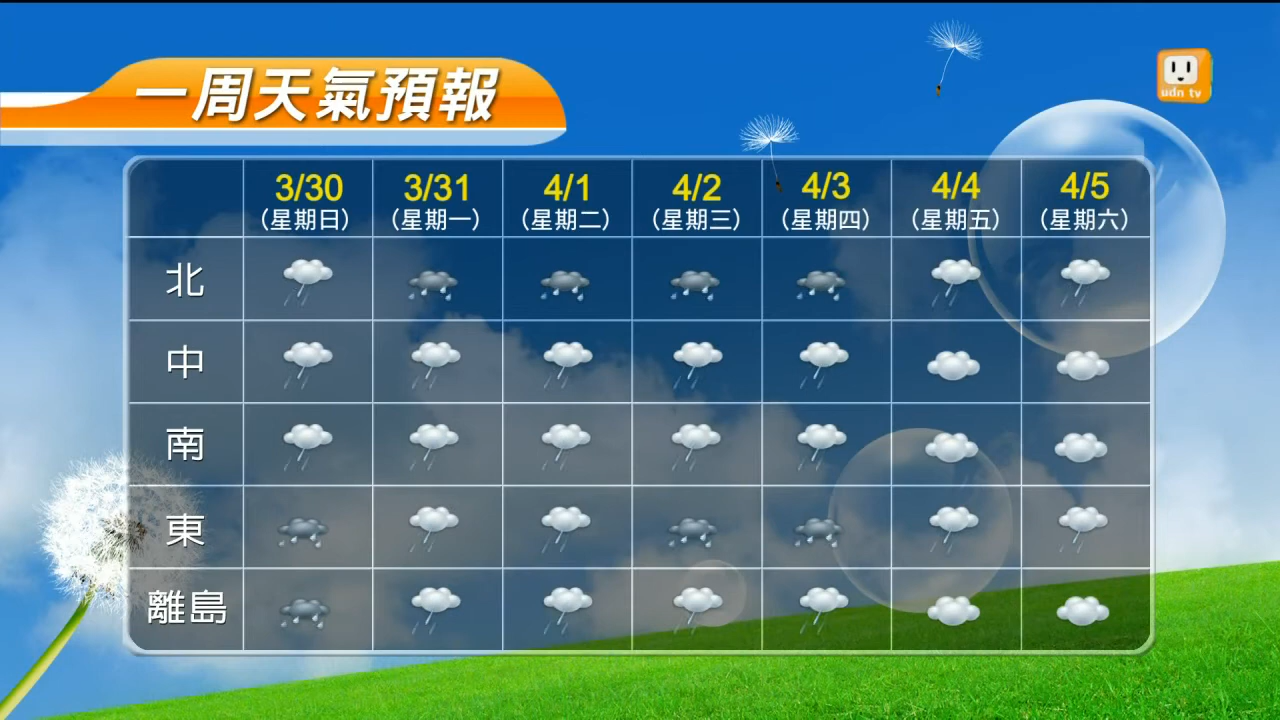 一周天氣預報
udn tv
3/30 3/31 4/1 4/2 4/3 4/4 4/5
(星期日) (星期一) (星期二) (星期三) (星期四) (星期五) (星期六)
北
中
南
東
離島